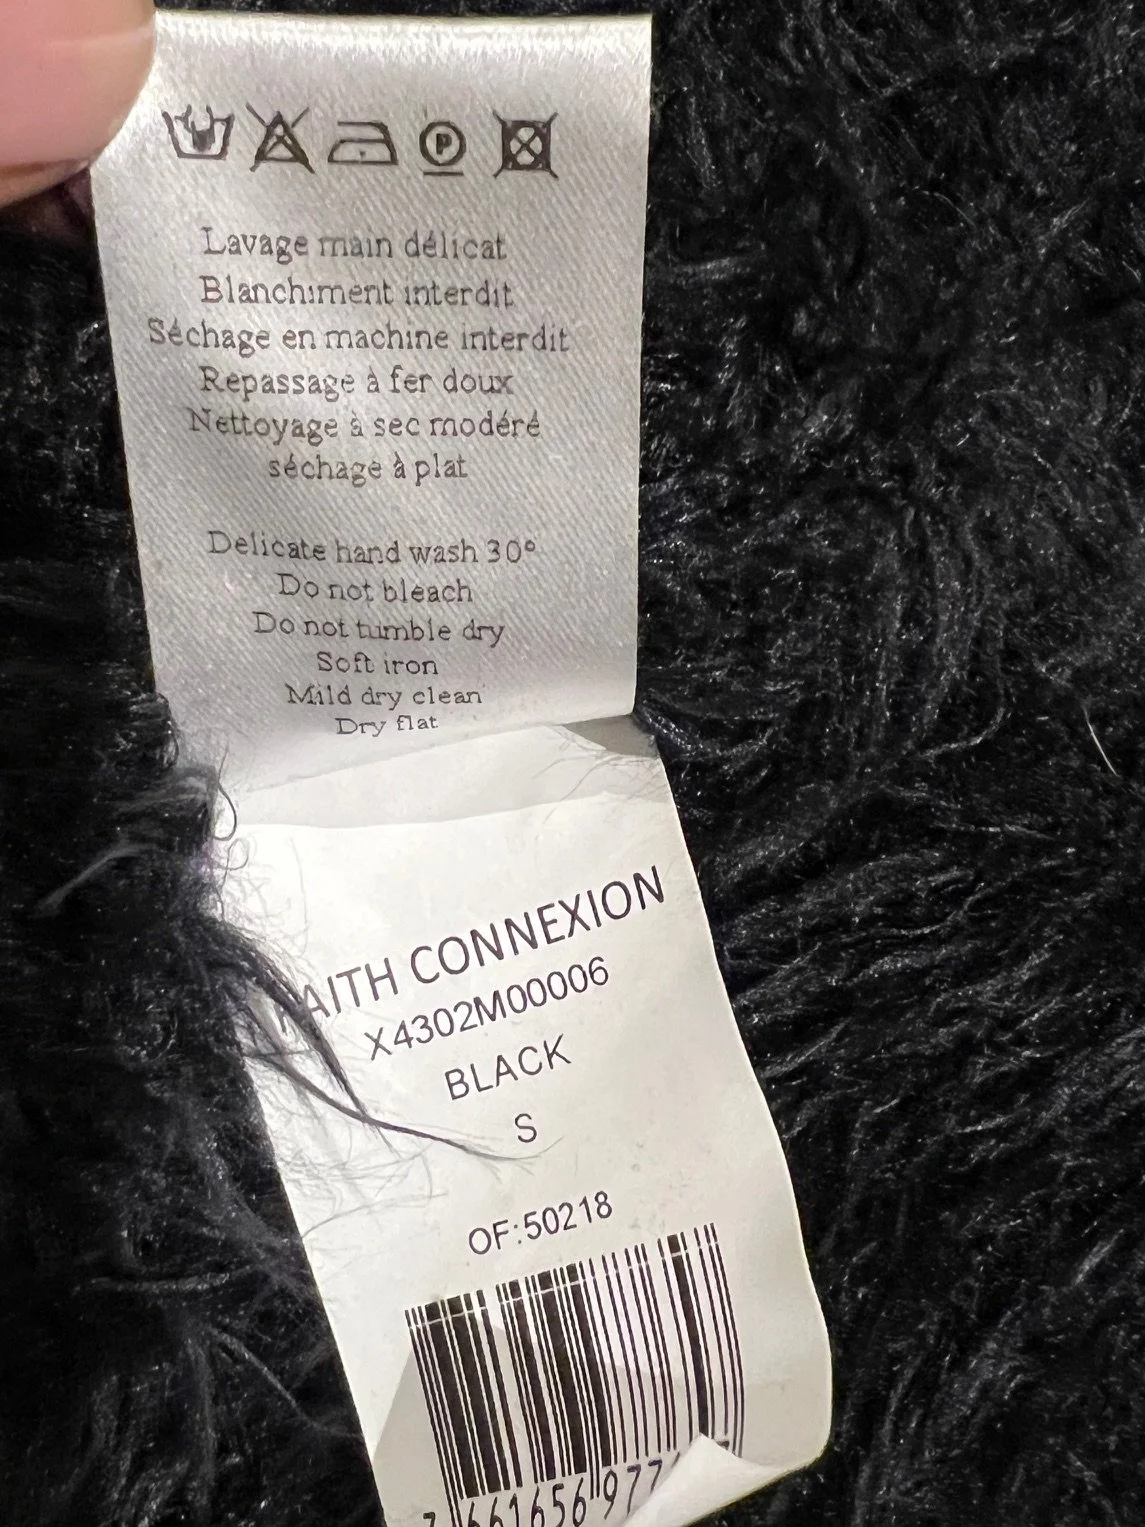 P
Lavage main délicat
Blanchiment interdit
Séchage en machine interdit
Repassage à fer doux
Nettoyage à sec modéré
séchage à plat
Delicate hand wash 30°
Do not bleach
Do not tumble dry
Soft iron
Mild dry clean
Dry flat
FAITH CONNEXION
X4302M00006
BLACK
S
OF:50218